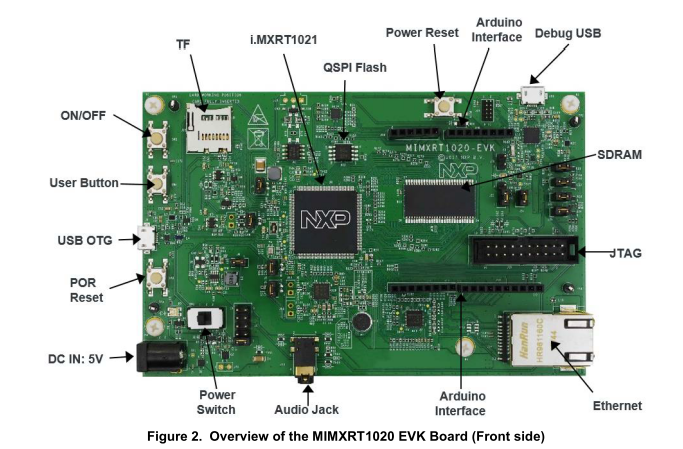 Arduino
Interface
Power Reset
Debug USB
TF
i.MXRT1021
QSPI Flash
ON/OFF
MIMXRT1020-EVK
NXP
SDRAM
User Button
NXP
USB OTG
JTAG
POR
Reset
HanRun
HR981160C
DC IN: 5V
Power
Switch
Audio Jack
Arduino
Interface
Ethernet
Figure 2. Overview of the MIMXRT1020 EVK Board (Front side)